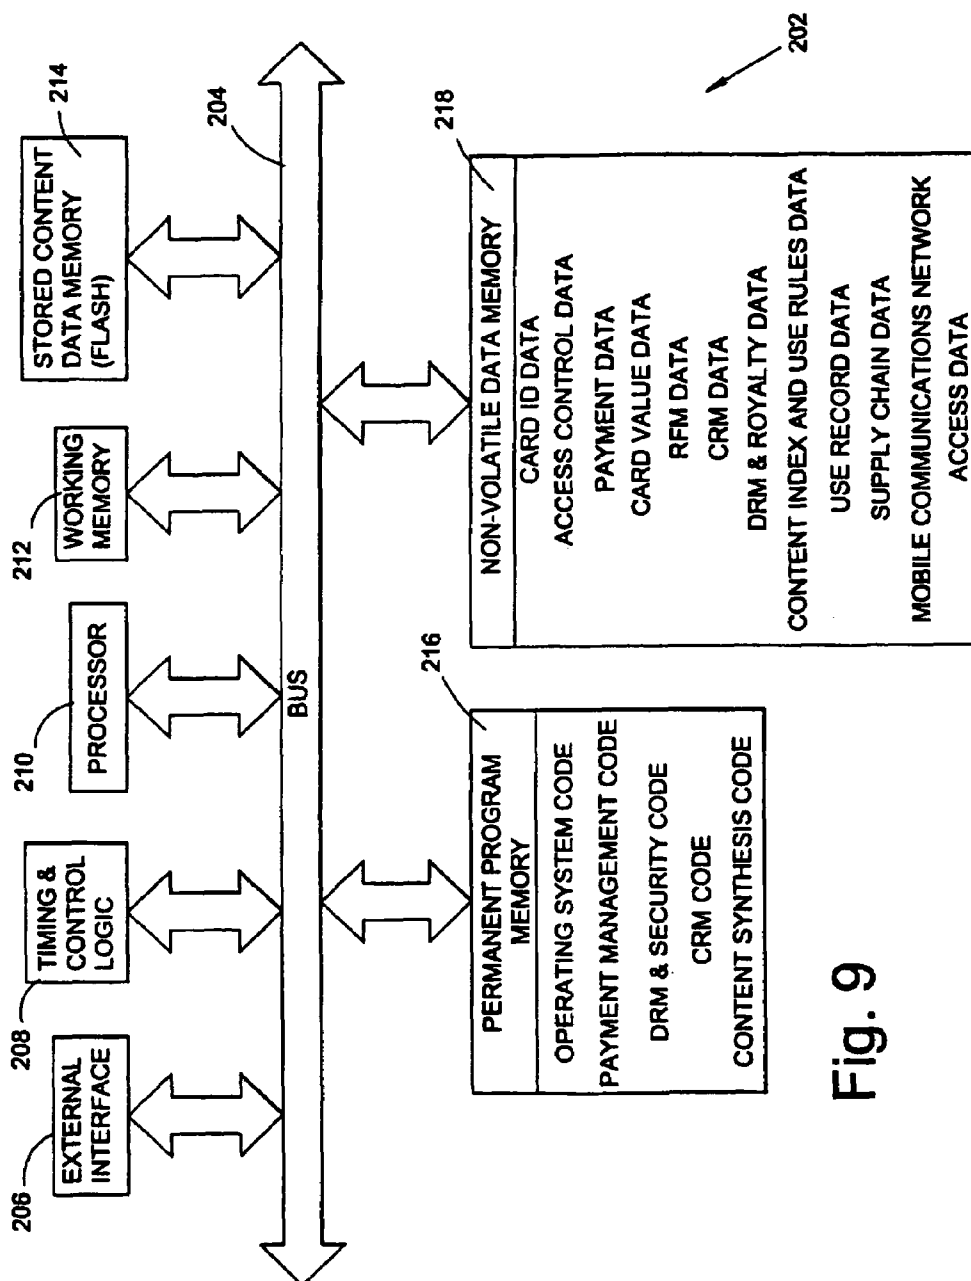 206
EXTERNAL
INTERFACE
208
TIMING &
CONTROL
LOGIC
210
PROCESSOR
212
WORKING
MEMORY
214
STORED CONTENT
DATA MEMORY
(FLASH)
204
BUS
216
PERMANENT PROGRAM
MEMORY
OPERATING SYSTEM CODE
PAYMENT MANAGEMENT CODE
DRM & SECURITY CODE
CRM CODE
CONTENT SYNTHESIS CODE
218
NON-VOLATILE DATA MEMORY
CARD ID DATA
ACCESS CONTROL DATA
PAYMENT DATA
CARD VALUE DATA
RFM DATA
CRM DATA
DRM & ROYALTY DATA
CONTENT INDEX AND USE RULES DATA
USE RECORD DATA
SUPPLY CHAIN DATA
MOBILE COMMUNICATIONS NETWORK
ACCESS DATA
202
Fig. 9